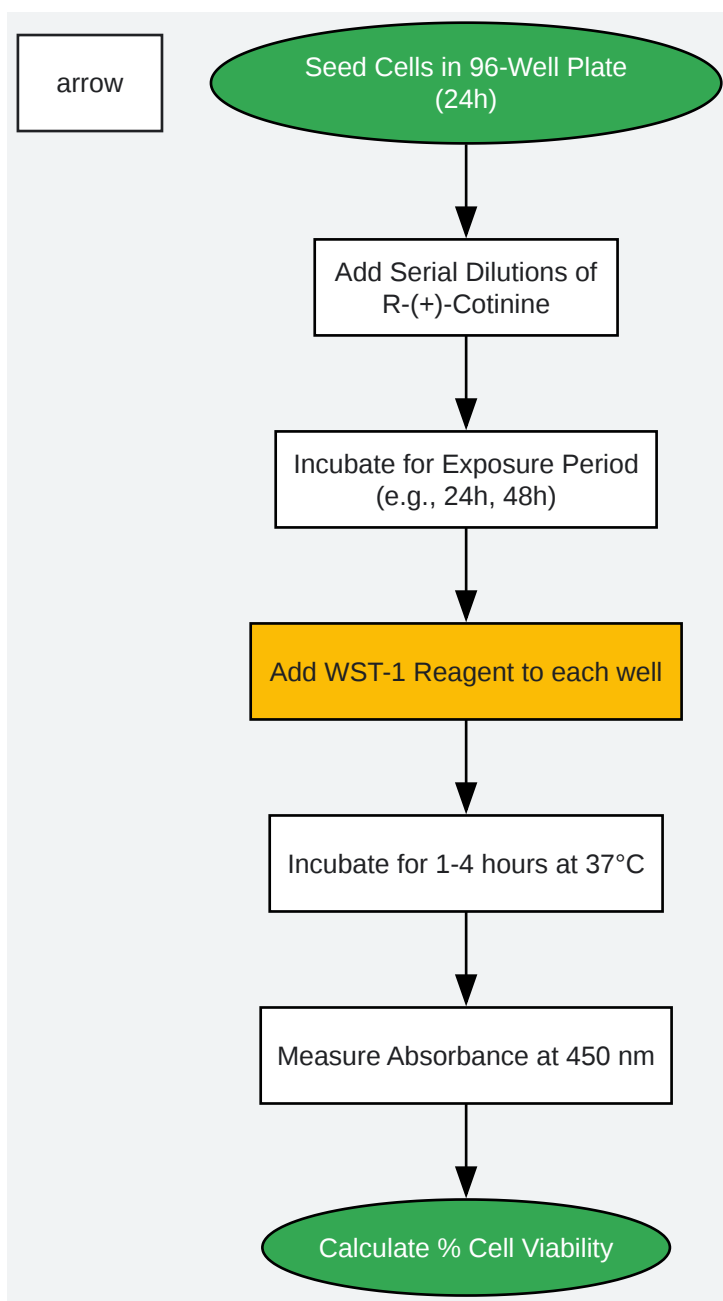 arrow
Seed Cells in 96-Well Plate
(24h)
Add Serial Dilutions of
R-(+)-Cotinine
Incubate for Exposure Period
(e.g., 24h, 48h)
Add WST-1 Reagent to each well
Incubate for 1-4 hours at 37°C
Measure Absorbance at 450 nm
Calculate % Cell Viability